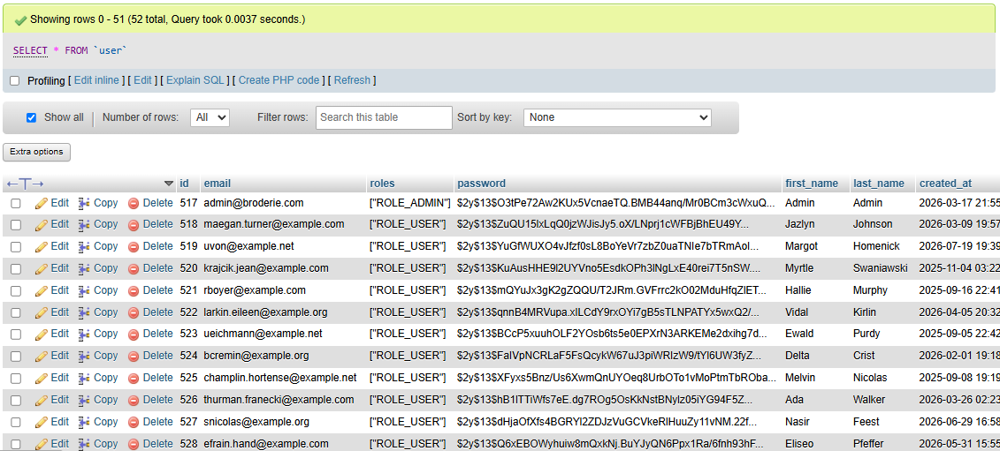 Showing rows 0 - 51 (52 total, Query took 0.0037 seconds.)
SELECT * FROM `user`
Profiling [ Edit inline ] [ Edit ] [ Explain SQL ] [ Create PHP code ] [ Refresh ]
Show all Number of rows: All Filter rows: Search this table Sort by key: None
Extra options
←T→ id email roles password first_name last_name created_at
Edit Copy Delete 517 admin@broderie.com ["ROLE_ADMIN"] $2y$13$O3tPe72Aw2KUx5VcnaeTQ.BMB44anq/Mr0BCm3cWxuQ... Admin Admin 2026-03-17 21:55
Edit Copy Delete 518 maegan.turner@example.com ["ROLE_USER"] $2y$13$ZuQU15lxLqQ0jzWJisJy5.oX/LNprj1cWFBjBhEU49Y... Jazlyn Johnson 2026-03-09 19:57
Edit Copy Delete 519 uvon@example.net ["ROLE_USER"] $2y$13$YuGfWUXO4vJfzf0sL8BoYeVr7zbZ0uaTNIe7bTRmAol... Margot Homenick 2026-07-19 19:39
Edit Copy Delete 520 krajcik.jean@example.com ["ROLE_USER"] $2y$13$KuAusHHE9l2UYVno5EsdkOPh3lNgLxE40rei7T5nSW.... Myrtle Swaniawski 2025-11-04 03:22
Edit Copy Delete 521 rboyer@example.com ["ROLE_USER"] $2y$13$mQYuJx3gK2gZQQU/T2JRm.GVFrrc2kO02MduHfqZlET... Hallie Murphy 2025-09-16 22:41
Edit Copy Delete 522 larkin.eileen@example.org ["ROLE_USER"] $2y$13$qnnB4MRVupa.xlLCdY9rxOYi7gB5sTLNPATYx5wxQ2/... Vidal Kirlin 2026-04-05 20:32
Edit Copy Delete 523 ueichmann@example.net ["ROLE_USER"] $2y$13$BCcP5xuuhOLF2YOsb6ts5e0EPXrN3ARKEMe2dxihg7d... Ewald Purdy 2025-09-05 22:42
Edit Copy Delete 524 bcremin@example.org ["ROLE_USER"] $2y$13$FalVpNCRLaF5FsQcykW67uJ3piWRlzW9/tYl6UW3fyZ... Delta Crist 2026-02-01 19:18
Edit Copy Delete 525 champlin.hortense@example.net ["ROLE_USER"] $2y$13$XFyxs5Bnz/Us6XwmQnUYOeq8UrbOTo1vMoPtmTbROba... Melvin Nicolas 2025-09-08 19:19
Edit Copy Delete 526 thurman.franecki@example.com ["ROLE_USER"] $2y$13$hB1lTTiWfs7eE.dg7ROg5OsKkNstBNylz05iYG94F5Z... Ada Walker 2026-03-26 02:23
Edit Copy Delete 527 snicolas@example.org ["ROLE_USER"] $2y$13$dHjaOfXfs4BGRYl2ZDJzVuGCVkeRlHuuZy11vNM.22f... Nasir Feest 2026-06-29 16:58
Edit Copy Delete 528 efrain.hand@example.com ["ROLE_USER"] $2y$13$Q6xEBOWyhuiw8mQxkNj.BuYJyQN6Ppx1Ra/6fnh93hF... Eliseo Pfeffer 2026-05-31 15:55